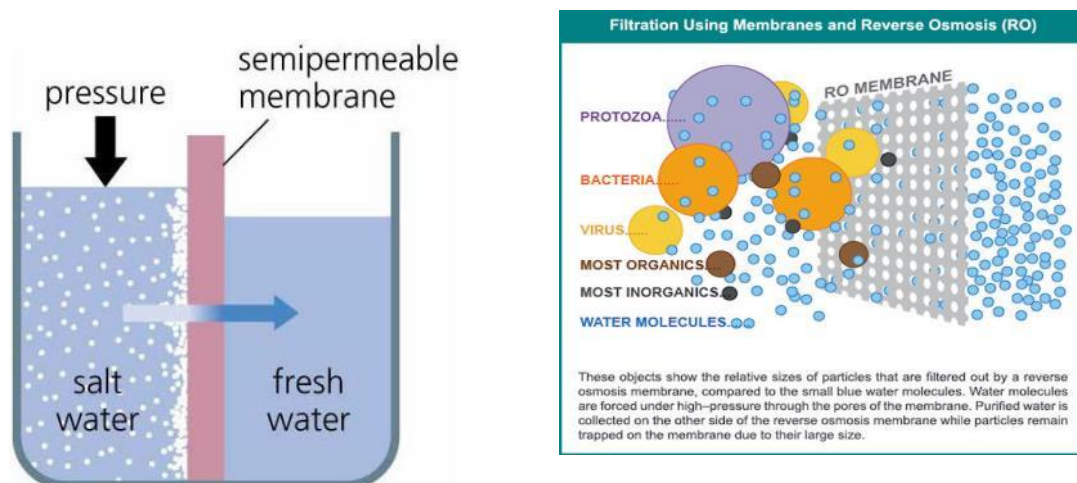 pressure
semipermeable
membrane
salt
water
fresh
water
Filtration Using Membranes and Reverse Osmosis (RO)
RO MEMBRANE
PROTOZOA......
BACTERIA......
VIRUS......
MOST ORGANICS....
MOST INORGANICS...
WATER MOLECULES...
These objects show the relative sizes of particles that are filtered out by a reverse
osmosis membrane, compared to the small blue water molecules. Water molecules
are forced under high–pressure through the pores of the membrane. Purified water is
collected on the other side of the reverse osmosis membrane while particles remain
trapped on the membrane due to their large size.